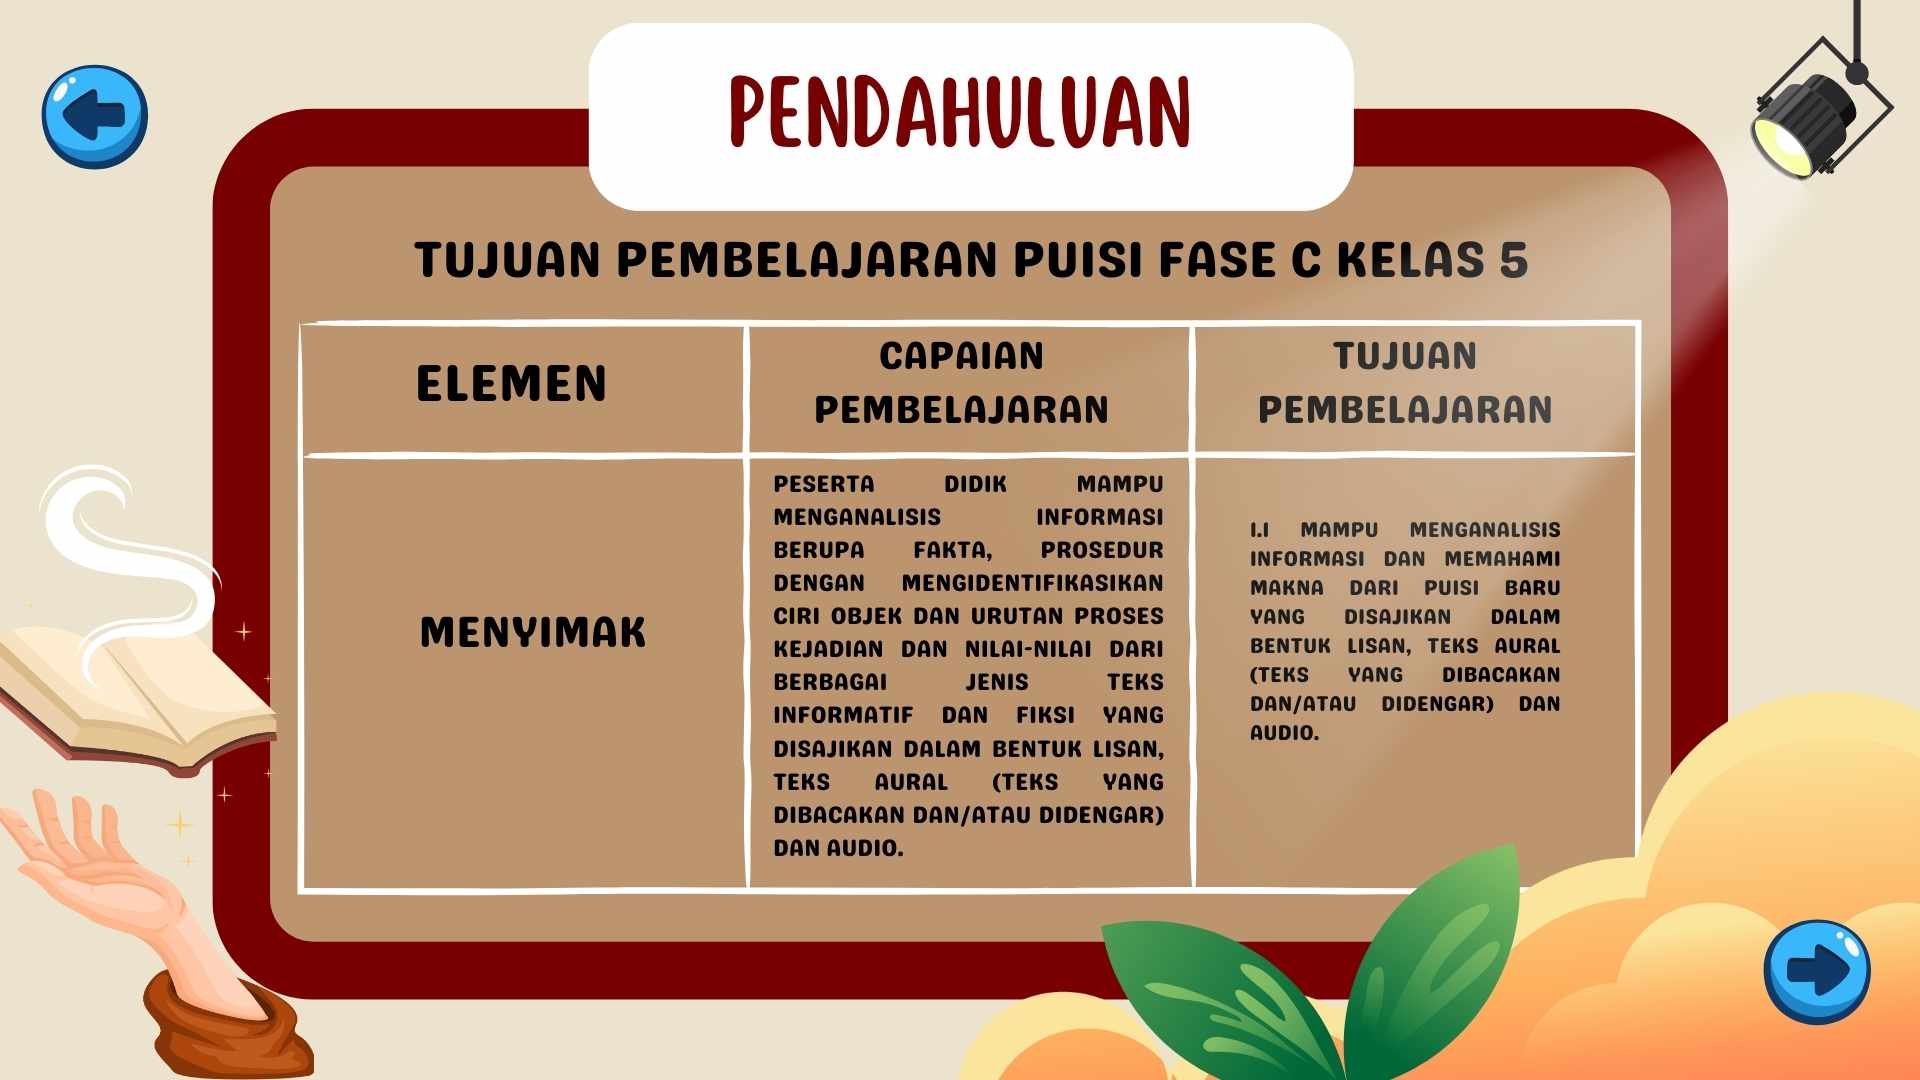 PENDAHULUAN
TUJUAN PEMBELAJARAN PUISI FASE C KELAS 5
ELEMEN
CAPAIAN
PEMBELAJARAN
TUJUAN
PEMBELAJARAN
MENYIMAK
PESERTA DIDIK MAMPU
MENGANALISIS INFORMASI
BERUPA FAKTA, PROSEDUR
DENGAN MENGIDENTIFIKASIKAN
CIRI OBJEK DAN URUTAN PROSES
KEJADIAN DAN NILAI-NILAI DARI
BERBAGAI JENIS TEKS
INFORMATIF DAN FIKSI YANG
DISAJIKAN DALAM BENTUK LISAN,
TEKS AURAL (TEKS YANG
DIBACAKAN DAN/ATAU DIDENGAR)
DAN AUDIO.
1.1 MAMPU MENGANALISIS
INFORMASI DAN MEMAHAMI
MAKNA DARI PUISI BARU
YANG DISAJIKAN DALAM
BENTUK LISAN, TEKS AURAL
(TEKS YANG DIBACAKAN
DAN/ATAU DIDENGAR) DAN
AUDIO.